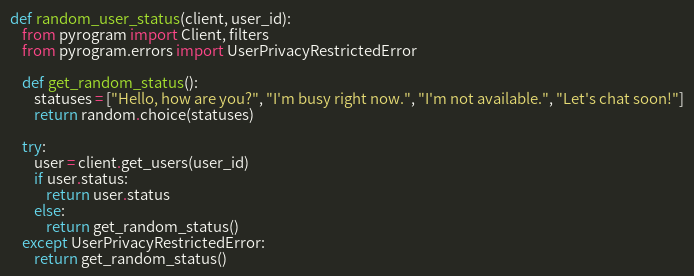 def random_user_status(client, user_id):
    from pyrogram import Client, filters
    from pyrogram.errors import UserPrivacyRestrictedError

    def get_random_status():
        statuses = ["Hello, how are you?", "I'm busy right now.", "I'm not available.", "Let's chat soon!"]
        return random.choice(statuses)

    try:
        user = client.get_users(user_id)
        if user.status:
            return user.status
        else:
            return get_random_status()
    except UserPrivacyRestrictedError:
        return get_random_status()